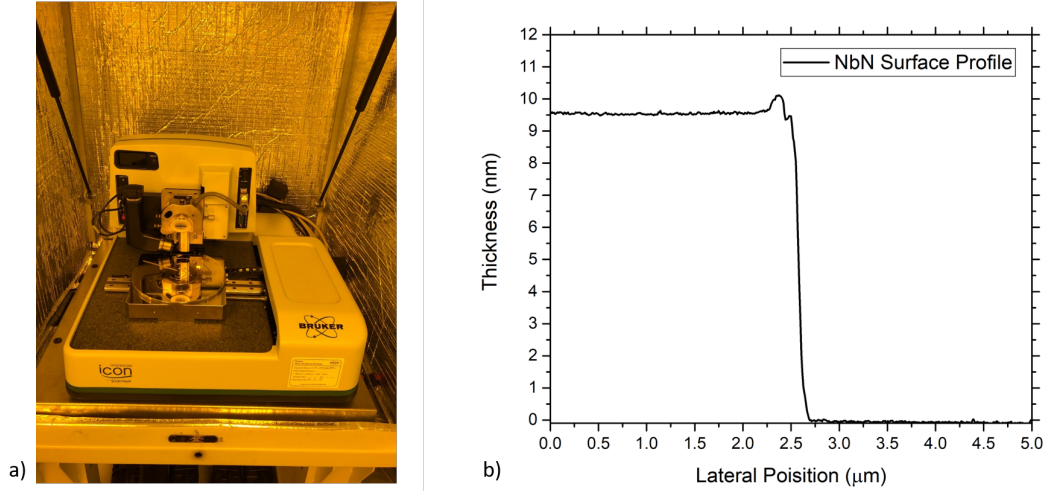 BRUKER
icon
a)
NbN Surface Profile
12
11
10
9
8
7
6
5
4
3
2
1
0
Thickness (nm)
0.0 0.5 1.0 1.5 2.0 2.5 3.0 3.5 4.0 4.5 5.0
Lateral Poisition (μm)
b)